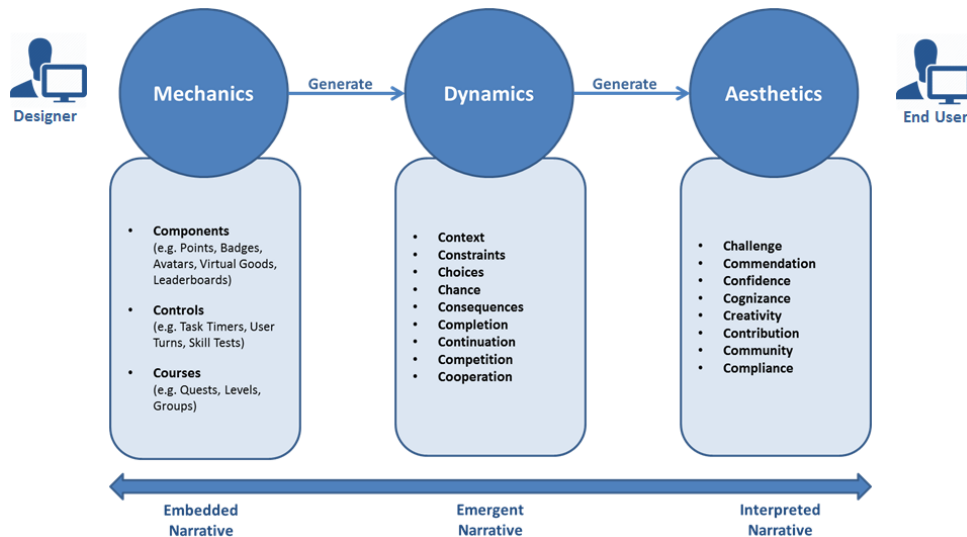 Designer
Mechanics
Generate
Dynamics
Generate
Aesthetics
End User
• Components
(e.g. Points, Badges,
Avatars, Virtual Goods,
Leaderboards)
• Controls
(e.g. Task Timers, User
Turns, Skill Tests)
• Courses
(e.g. Quests, Levels,
Groups)
• Context
• Constraints
• Choices
• Chance
• Consequences
• Completion
• Continuation
• Competition
• Cooperation
• Challenge
• Commendation
• Confidence
• Cognizance
• Creativity
• Contribution
• Community
• Compliance
Embedded
Narrative
Emergent
Narrative
Interpreted
Narrative